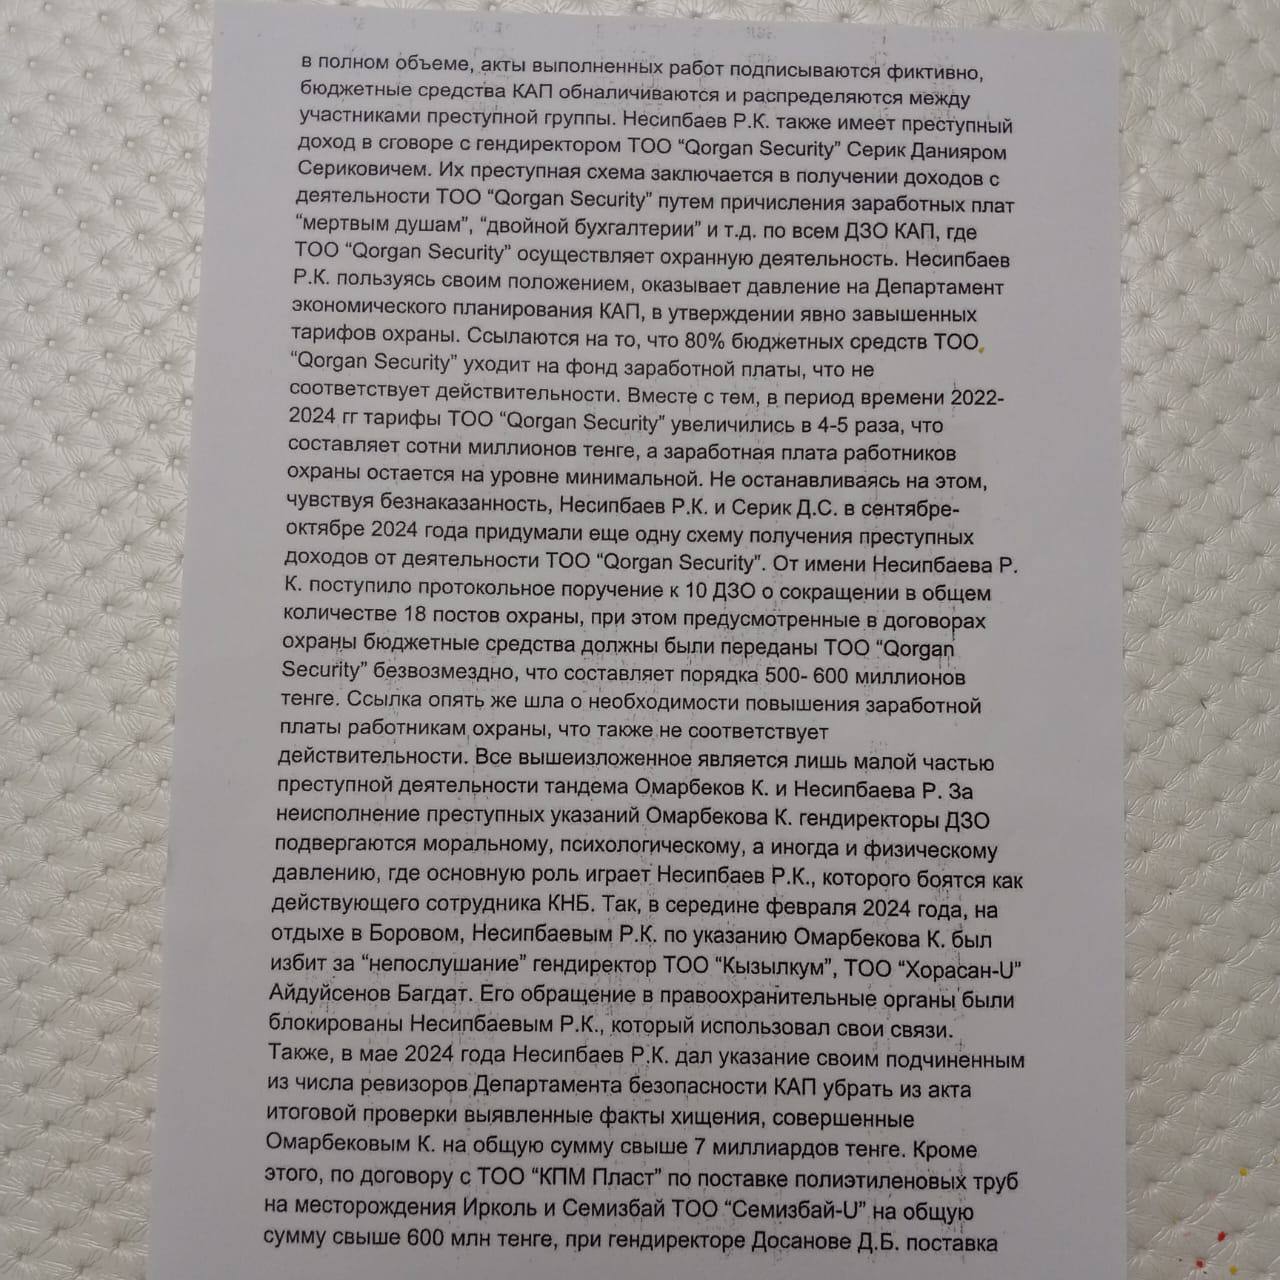 в полном объеме, акты выполненных работ подписываются фиктивно,
бюджетные средства КАП обналичиваются и распределяются между
участниками преступной группы. Несипбаев Р.К. также имеет преступный
доход в сговоре с гендиректором ТОО “Qorgan Security” Серик Данияром
Сериковичем. Их преступная схема заключается в получении доходов с
деятельности ТОО “Qorgan Security” путем причисления заработных плат
“мертвым душам”, “двойной бухгалтерии” и т.д. по всем ДЗО КАП, где
ТОО “Qorgan Security” осуществляет охранную деятельность. Несипбаев
Р.К. пользуясь своим положением, оказывает давление на Департамент
экономического планирования КАП, в утверждении явно завышенных
тарифов охраны. Ссылаются на то, что 80% бюджетных средств ТОО
“Qorgan Security” уходит на фонд заработной платы, что не
соответствует действительности. Вместе с тем, в период времени 2022-
2024 гг тарифы ТОО “Qorgan Security” увеличились в 4-5 раза, что
составляет сотни миллионов тенге, а заработная плата работников
охраны остается на уровне минимальной. Не останавливаясь на этом,
чувствуя безнаказанность, Несипбаев Р.К. и Серик Д.С. в сентябре-
октябре 2024 года придумали еще одну схему получения преступных
доходов от деятельности ТОО “Qorgan Security”. От имени Несипбаева Р.
К. поступило протокольное поручение к 10 ДЗО о сокращении в общем
количестве 18 постов охраны, при этом предусмотренные в договорах
охраны бюджетные средства должны были переданы ТОО “Qorgan
Security” безвозмездно, что составляет порядка 500- 600 миллионов
тенге. Ссылка опять же шла о необходимости повышения заработной
платы работникам охраны, что также не соответствует
действительности. Все вышеизложенное является лишь малой частью
преступной деятельности тандема Омарбеков К. и Несипбаева Р. За
неисполнение преступных указаний Омарбекова К. гендиректоры ДЗО
подвергаются моральному, психологическому, а иногда и физическому
давлению, где основную роль играет Несипбаев Р.К., которого боятся как
действующего сотрудника КНБ. Так, в середине февраля 2024 года, на
отдыхе в Боровом, Несипбаевым Р.К. по указанию Омарбекова К. был
избит за “непослушание” гендиректор ТОО “Кызылкум”, ТОО “Хорасан-U”
Айдуйсенов Багдат. Его обращение в правоохранительные органы были
блокированы Несипбаевым Р.К., который использовал свои связи.
Также, в мае 2024 года Несипбаев Р.К. дал указание своим подчиненным
из числа ревизоров Департамента безопасности КАП убрать из акта
итоговой проверки выявленные факты хищения, совершенные
Омарбековым К. на общую сумму свыше 7 миллиардов тенге. Кроме
этого, по договору с ТОО “КПМ Пласт” по поставке полиэтиленовых труб
на месторождения Ирколь и Семизбай ТОО “Семизбай-U” на общую
сумму свыше 600 млн тенге, при гендиректоре Досанове Д.Б. поставка